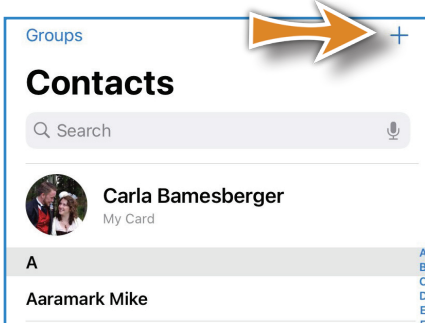 Groups
Contacts
Search
Carla Bamesberger
My Card
A
Aaramark Mike
A
B
C
D
E